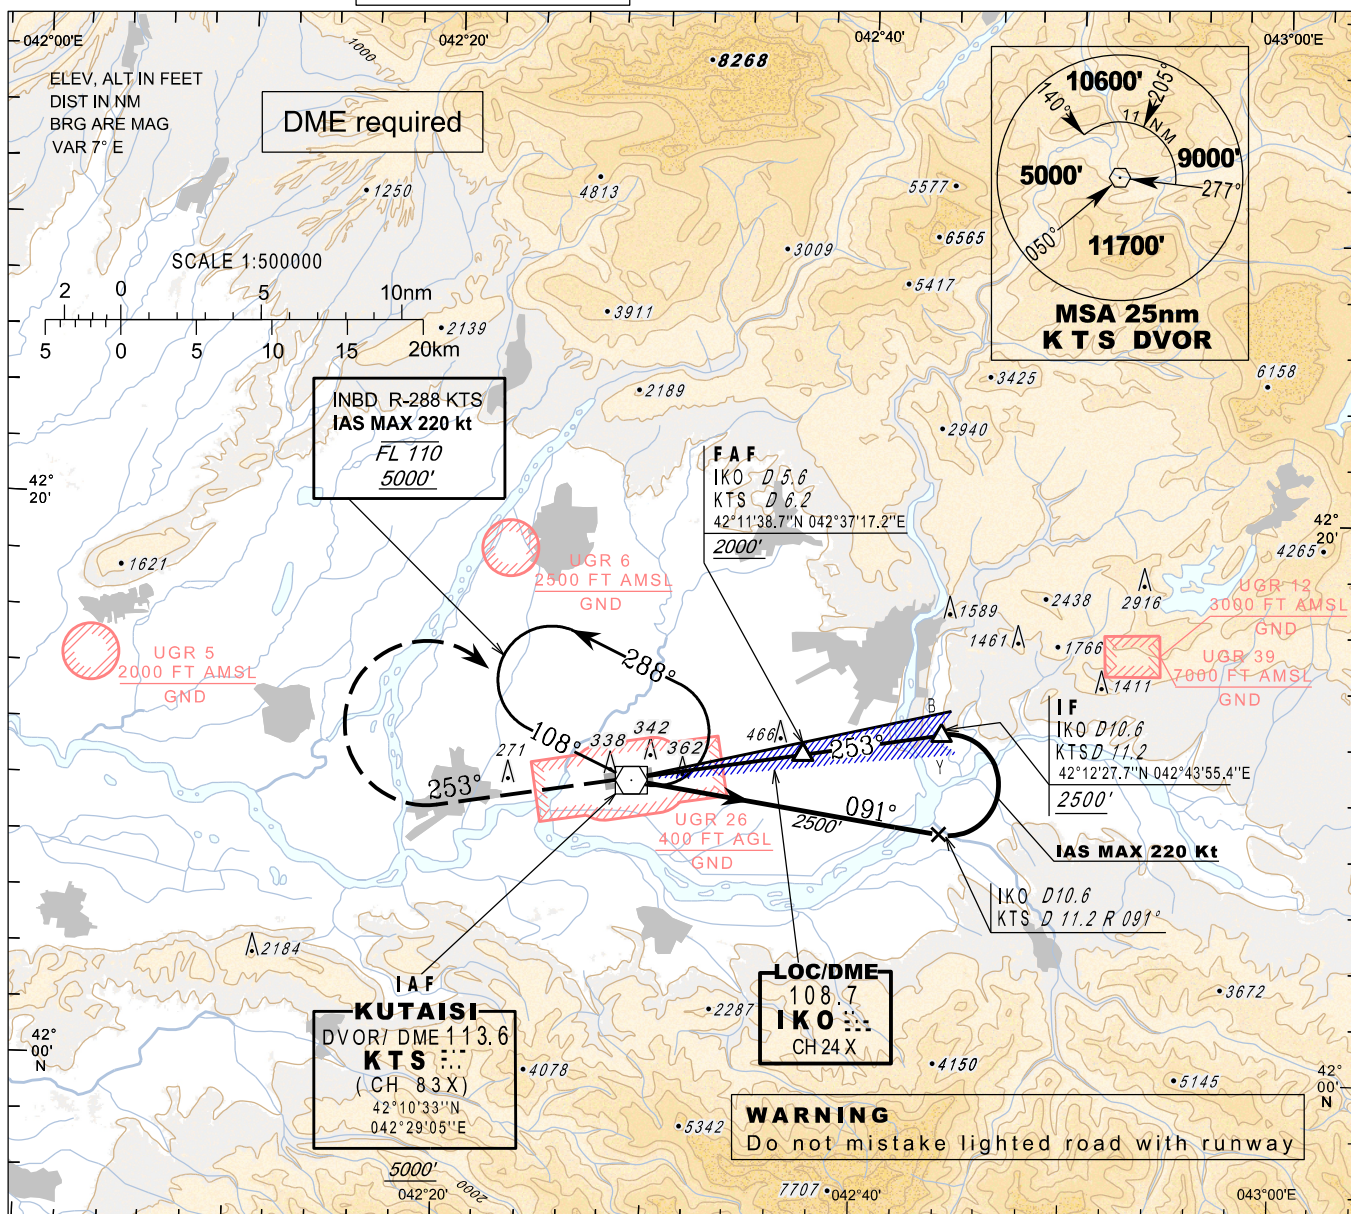 042°00'E
042°20'
042°40'
043°00'E
ELEV, ALT IN FEET
DIST IN NM
BRG ARE MAG
VAR 7° E
DME required
1000
8268
1250
4813
5577
6565
3009
5417
3911
2139
2189
3425
2940
6158
10600'
140°
205°
11 NM
9000'
5000'
277°
050°
11700'
MSA 25nm
K T S DVOR
SCALE 1:500000
2 0 5 10nm
5 0 5 10 15 20km
INBD R-288 KTS
IAS MAX 220 kt
FL 110
5000'
42°
20'
FAF
IKO D 5.6
KTS D 6.2
42°11'38.7"N 042°37'17.2"E
2000'
42°
20'
4265
1621
UGR 6
2500 FT AMSL
GND
UGR 5
2000 FT AMSL
GND
UGR 12
3000 FT AMSL
GND
UGR 39
7000 FT AMSL
GND
2916
2438
1589
1461
1766
1411
288°
108°
253°
271
338
342
362
466
253°
B
Y
IF
IKO D10.6
KTS D 11.2
42°12'27.7"N 042°43'55.4"E
2500'
091°
2500'
UGR 26
400 FT AGL
GND
IAS MAX 220 Kt
IKO D10.6
KTS D 11.2 R 091°
2184
IAF
KUTAISI
DVOR/ DME 113.6
KTS
(CH 83X)
42°10'33"N
042°29'05"E
5000'
LOC/DME
108.7
IKO
CH 24 X
2287
3672
4150
4078
5145
5342
7707
42°
00'
N
42°
00'
N
WARNING
Do not mistake lighted road with runway
2000
042°20'
042°40'
043°00'E